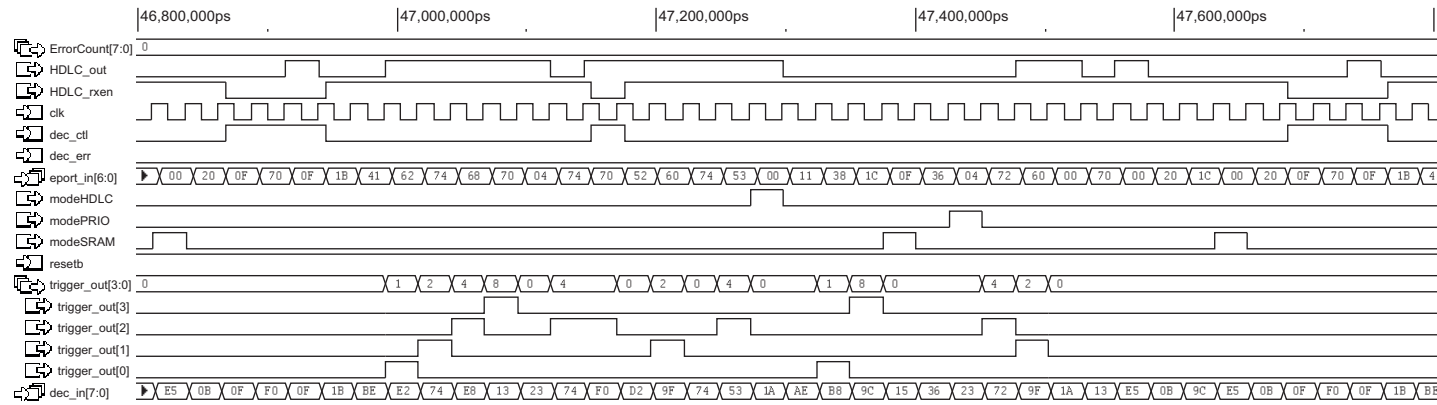 46,800,000ps 47,000,000ps 47,200,000ps 47,400,000ps 47,600,000ps
ErrorCount[7:0] 0
HDLC_out
HDLC_rxen
clk
dec_ctl
dec_err
eport_in[6:0] 00 20 0F 70 0F 1B 41 62 74 68 70 04 74 70 52 60 74 53 00 11 38 1C 0F 36 04 72 60 00 70 00 20 1C 00 20 0F 70 0F 1B 4
modeHDLC
modePRIO
modeSRAM
resetb
trigger_out[3:0] 0 1 2 4 8 0 4 0 2 0 4 0 1 8 0 4 2 0
trigger_out[3]
trigger_out[2]
trigger_out[1]
trigger_out[0]
dec_in[7:0] E5 0B 0F F0 0F 1B BE E2 74 E8 13 23 74 F0 D2 9F 74 53 1A AE B8 9C 15 36 23 72 9F 1A 13 E5 0B 9C E5 0B 0F F0 0F 1B BE